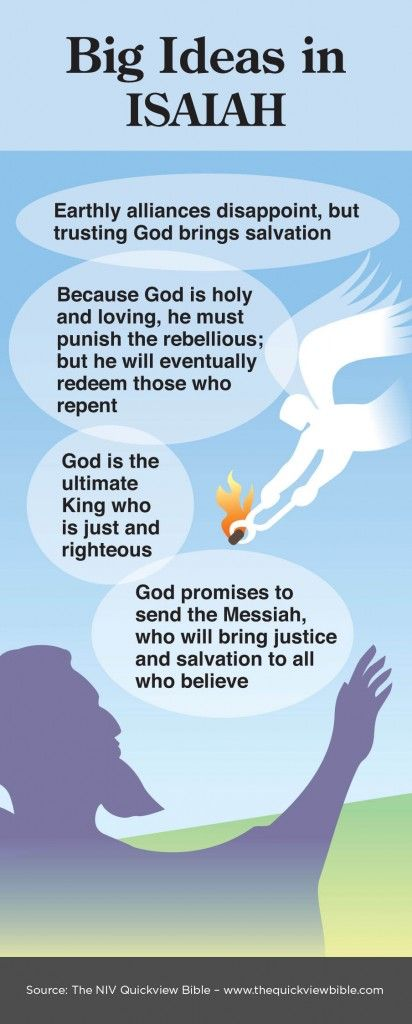 Big Ideas in
ISAIAH
Earthly alliances disappoint, but
trusting God brings salvation
Because God is holy
and loving, he must
punish the rebellious;
but he will eventually
redeem those who
repent
God is the
ultimate
King who
is just and
righteous
God promises to
send the Messiah,
who will bring justice
and salvation to all
who believe
Source: The NIV Quickview Bible – www.thequickviewbible.com